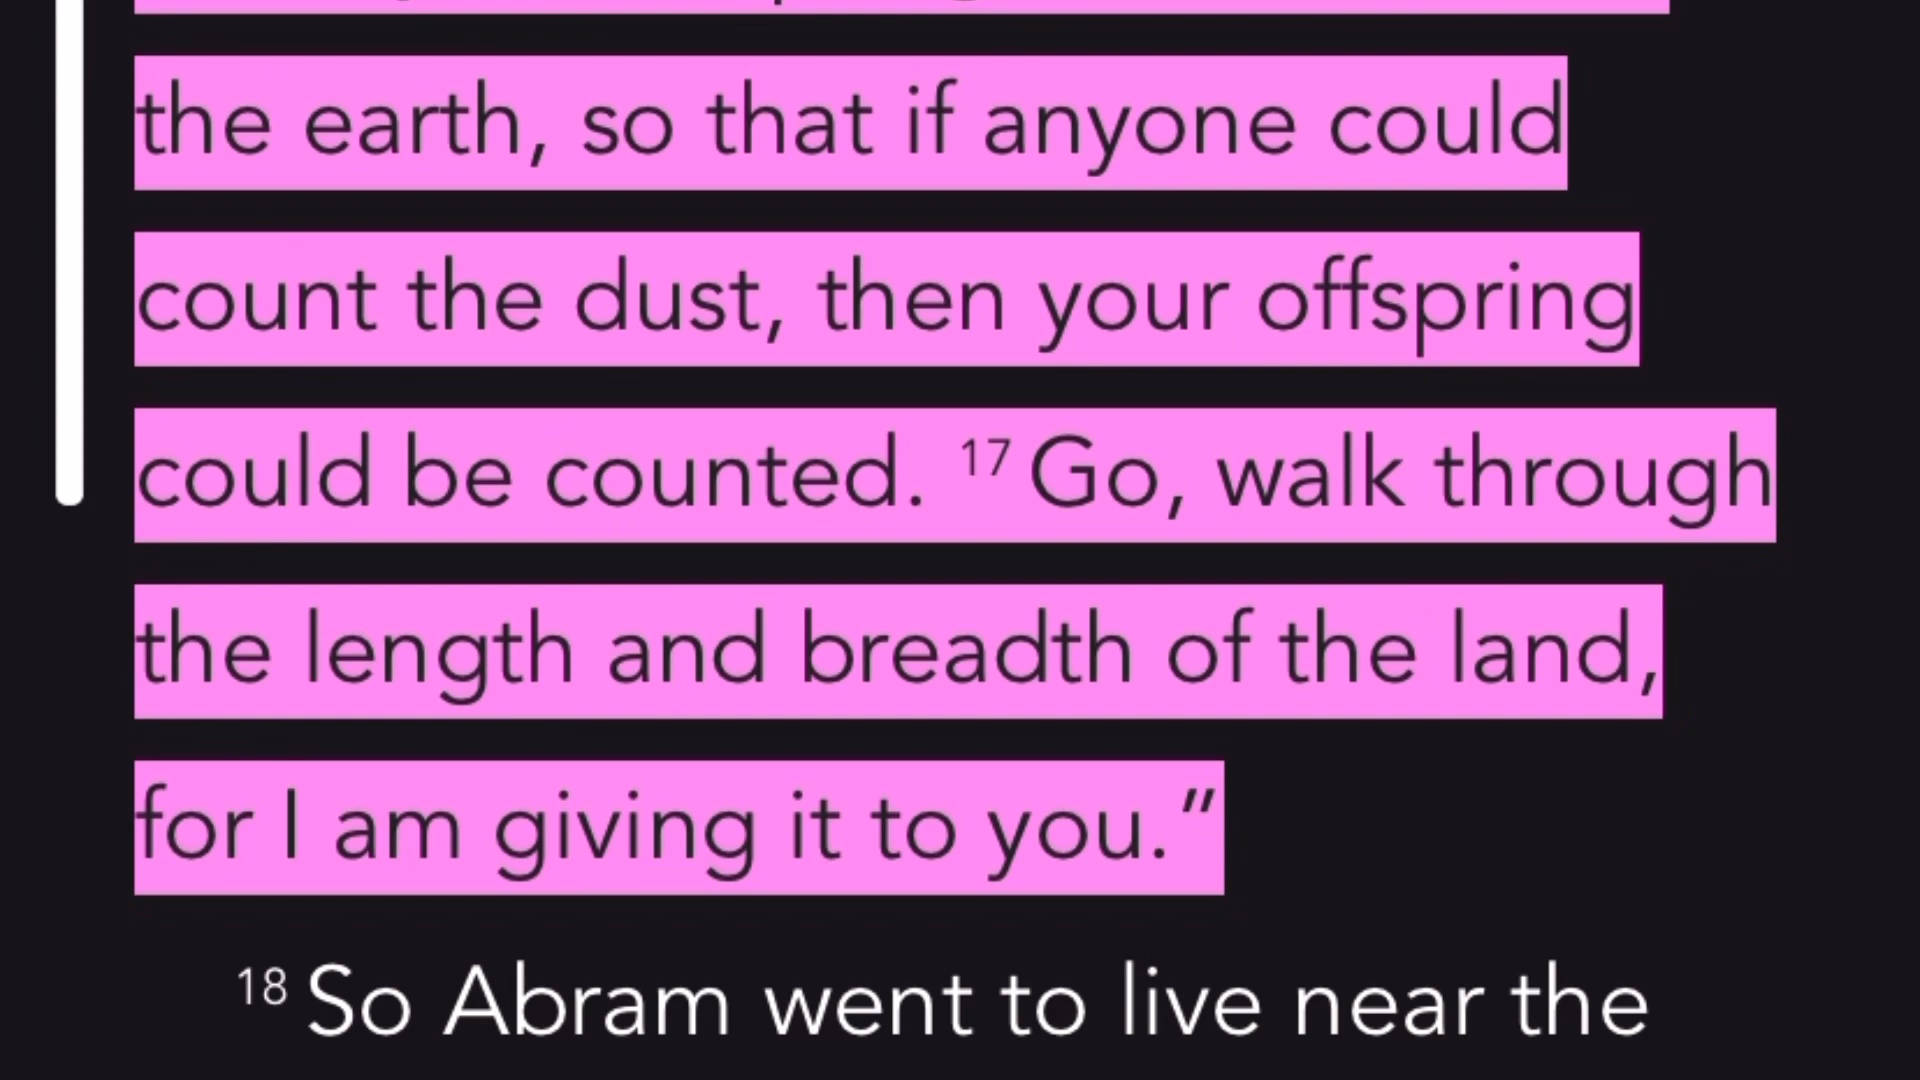 the earth, so that if anyone could
count the dust, then your offspring
could be counted. 17 Go, walk through
the length and breadth of the land,
for I am giving it to you.”
18 So Abram went to live near the